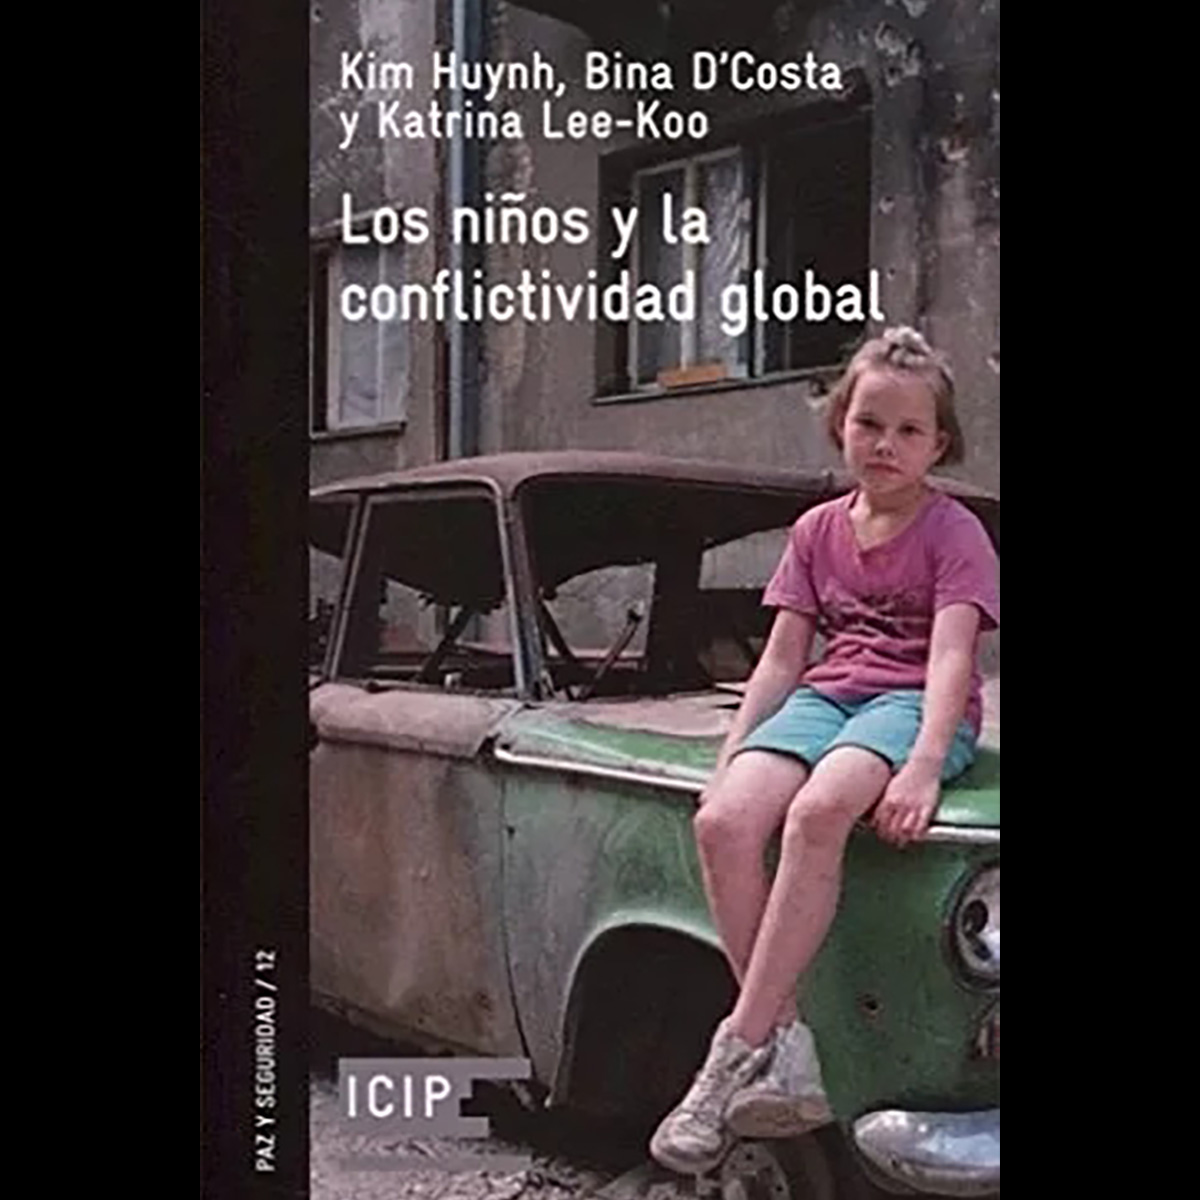 Kim Huynh, Bina D'Costa
y Katrina Lee-Koo
Los niños y la
conflictividad global
PAZ Y SEGURIDAD / 12
ICIP